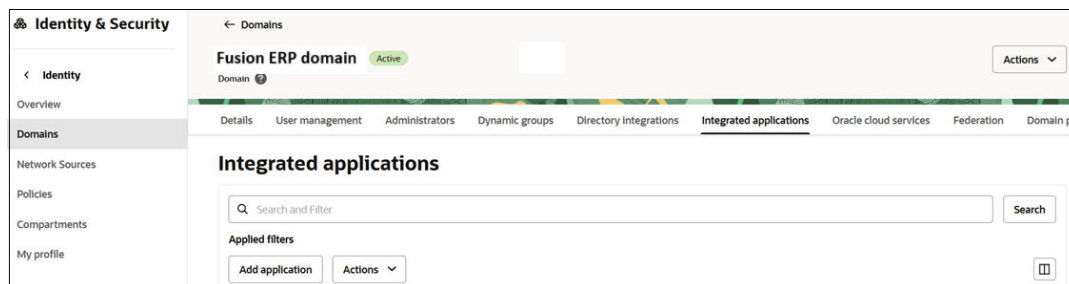 Identity & Security
← Domains
Fusion ERP domain Active
Domain ?
Actions
< Identity
Overview
Domains
Network Sources
Policies
Compartments
My profile
Details User management Administrators Dynamic groups Directory integrations Integrated applications Oracle cloud services Federation Domain p
Integrated applications
Search and Filter
Search
Applied filters
Add application Actions